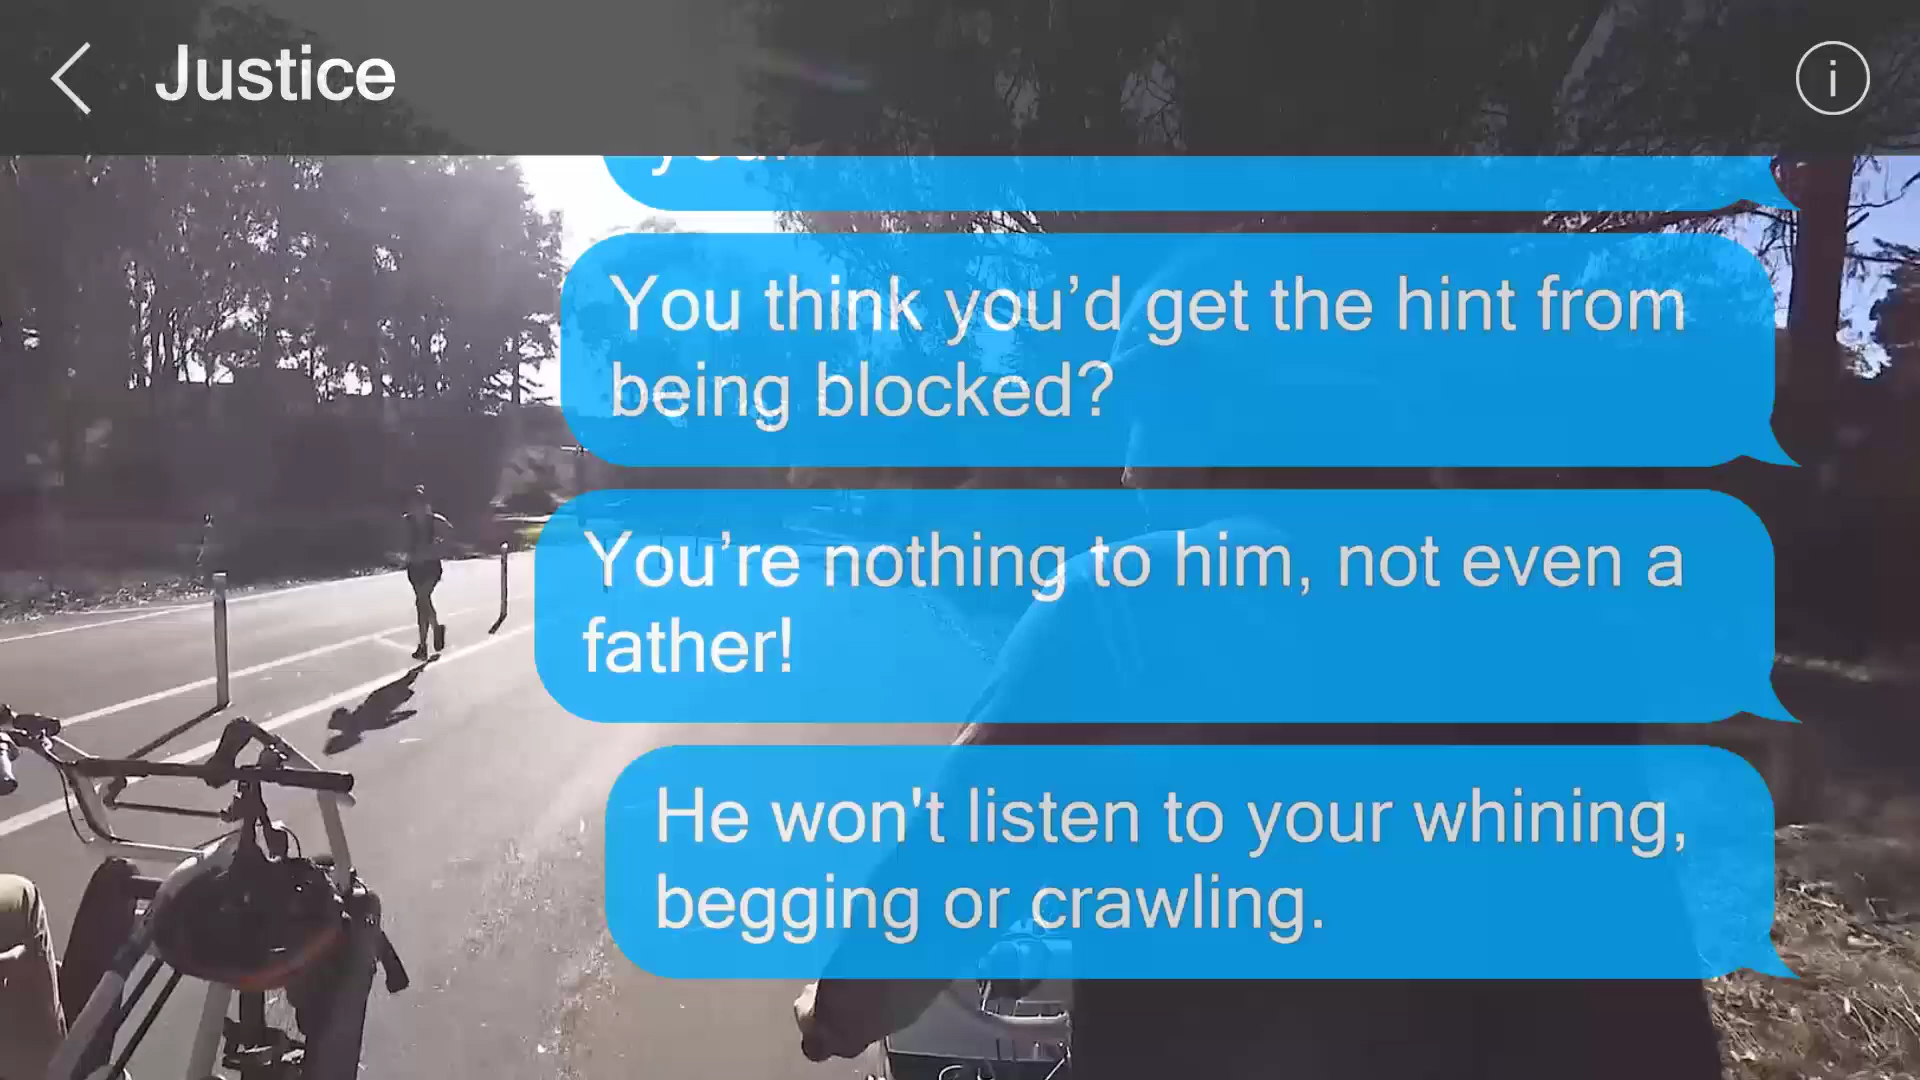 Justice
You think you’d get the hint from
being blocked?
You’re nothing to him, not even a
father!
He won't listen to your whining,
begging or crawling.